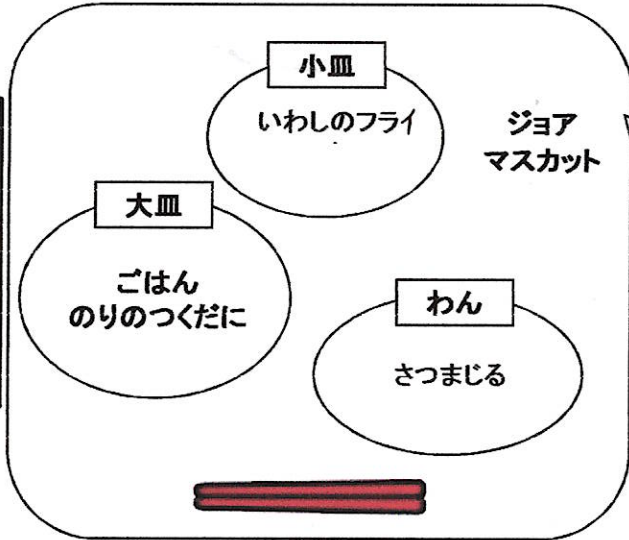 小皿
いわしのフライ
ジョア
マスカット
大皿
ごはん
のりのつくだに
わん
さつまじる